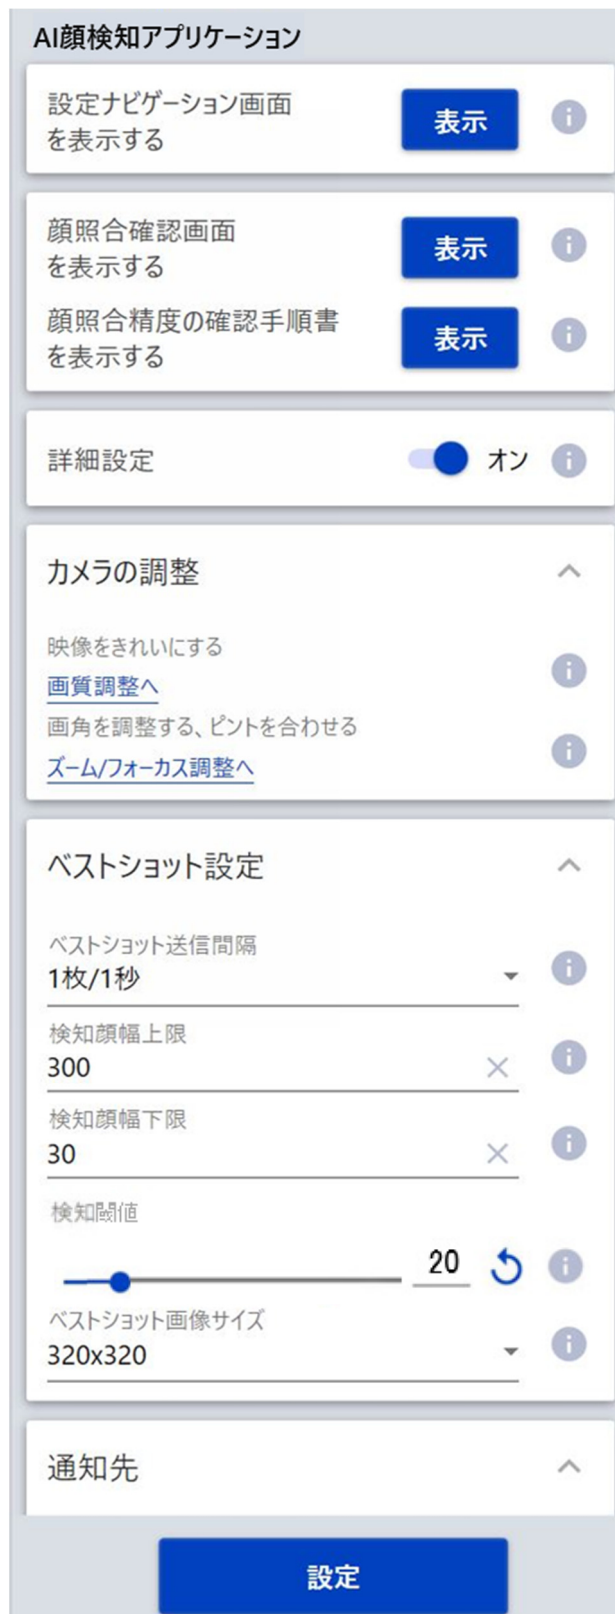 AI顔検知アプリケーション
設定ナビゲーション画面
を表示する
表示
顔照合確認画面
を表示する
表示
顔照合精度の確認手順書
を表示する
表示
詳細設定
オン
カメラの調整
映像をきれいにする
画質調整へ
画角を調整する、ピントを合わせる
ズーム/フォーカス調整へ
ベストショット設定
ベストショット送信間隔
1枚/1秒
検知顔幅上限
300
検知顔幅下限
30
検知閾値
20
ベストショット画像サイズ
320x320
通知先
設定